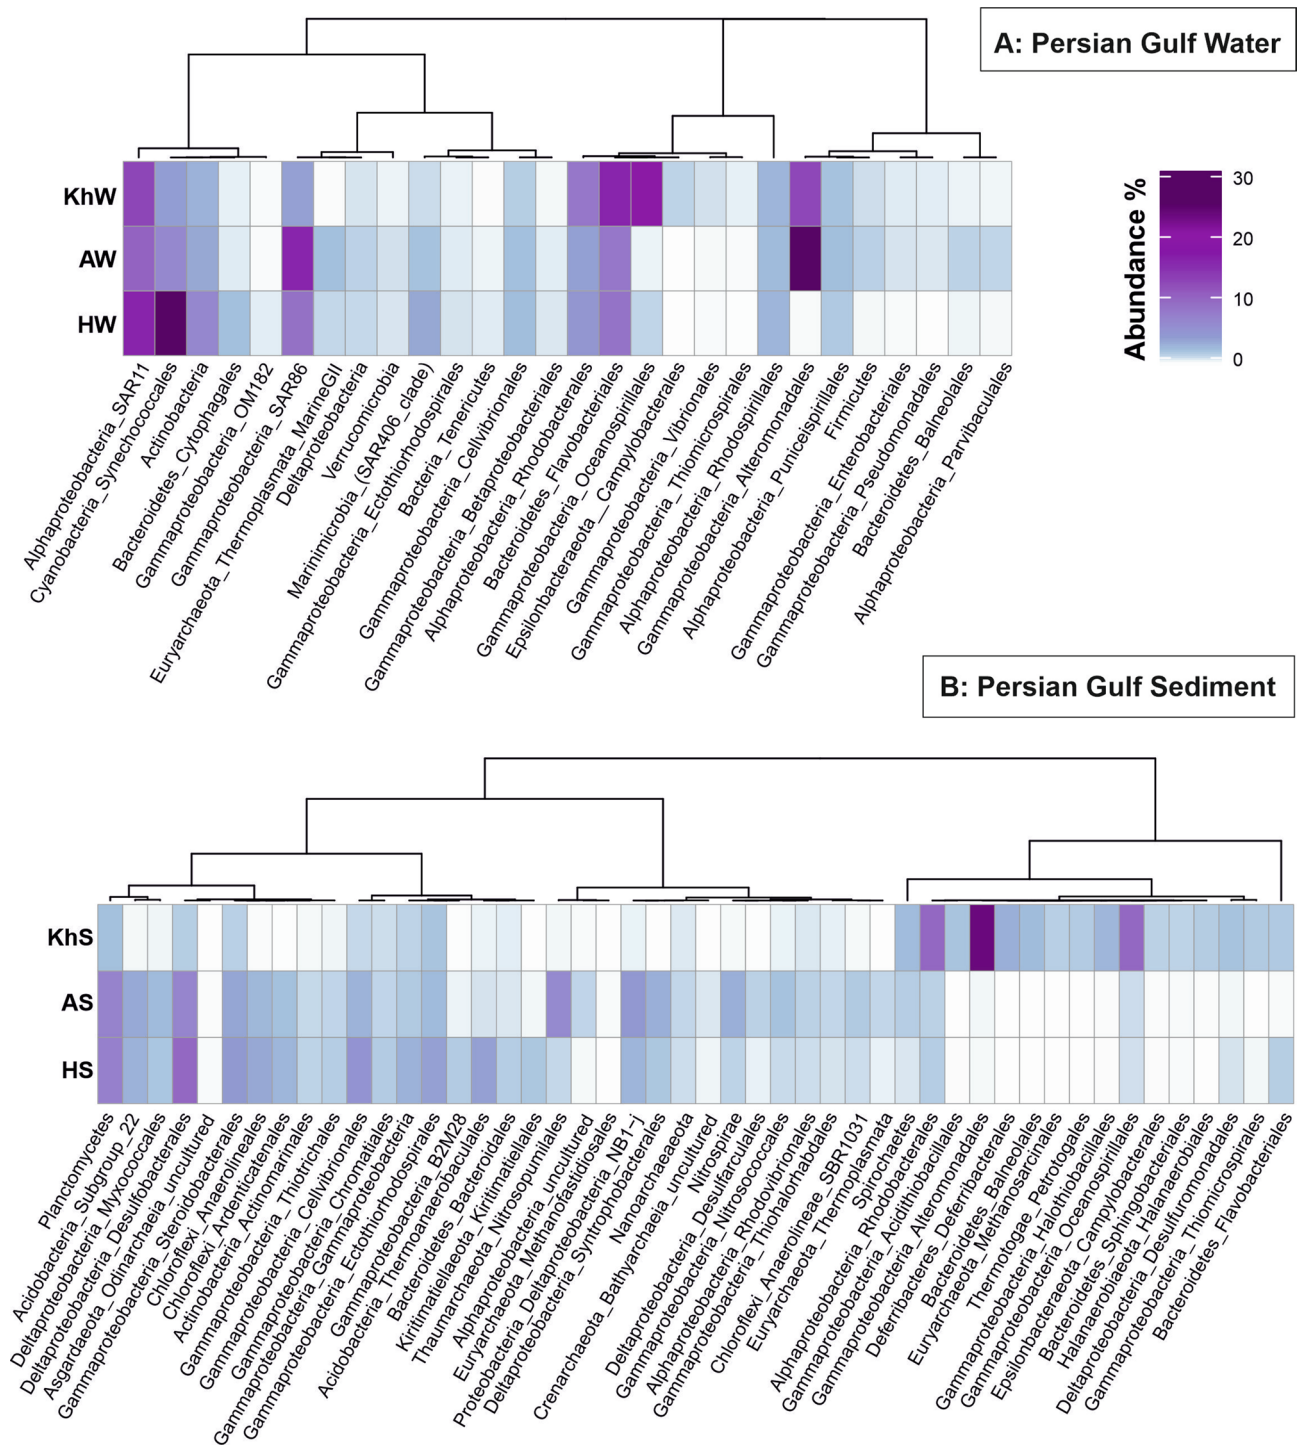 A: Persian Gulf Water
KhW
AW
HW
Abundance %
30
20
10
0
Alphaproteobacteria_SAR11
Cyanobacteria_Synechococcales
Actinobacteria
Bacteroidetes_Cytophagales
Gammaproteobacteria_OM182
Gammaproteobacteria_SAR86
Euryarchaeota_Thermoplasmata_MarineGII
Deltaproteobacteria
Verrucomicrobia
Marinimicrobia_(SAR406_clade)
Gammaproteobacteria_Ectothiorhodospirales
Bacteria_Tenericutes
Gammaproteobacteria_Cellvibrionales
Gammaproteobacteria_Betaproteobacteriales
Alphaproteobacteria_Rhodobacterales
Bacteroidetes_Flavobacteriales
Gammaproteobacteria_Oceanospirillales
Epsilonbacteraeota__Campylobacterales
Gammaproteobacteria_Vibrionales
Gammaproteobacteria_Thiomicrospirales
Alphaproteobacteria_Rhodospirillales
Gammaproteobacteria_Alteromonadales
Alphaproteobacteria_Puniceispirillales
Firmicutes
Gammaproteobacteria_Enterobacteriales
Gammaproteobacteria_Pseudomonadales
Bacteroidetes_Balneolales
Alphaproteobacteria_Parvibaculales
B: Persian Gulf Sediment
KhS
AS
HS
Planctomycetes
Acidobacteria_Subgroup_22
Deltaproteobacteria_Myxococcales
Deltaproteobacteria_Desulfobacterales
Asgardaeota_Odinarchaeia_uncultured
Gammaproteobacteria_Steroidobacterales
Chloroflexi_Anaerolineales
Chloroflexi_Ardenticatenales
Actinobacteria_Actinomarinales
Gammaproteobacteria_Thiotrichales
Gammaproteobacteria_Cellvibrionales
Gammaproteobacteria_Chromatiales
Gammaproteobacteria_Gammaproteobacteria
Gammaproteobacteria_Ectothiorhodospirales
Gammaproteobacteria_B2M28
Acidobacteria_Thermoanaerobaculales
Bacteroidetes_Bacteroidales
Kiritimatiellaeota_Kiritimatiellales
Thaumarchaeota_Nitrosopumilales
Alphaproteobacteria_uncultured
Euryarchaeota_Methanofastidiosales
Proteobacteria_Deltaproteobacteria_NB1-j
Deltaproteobacteria_Syntrophobacterales
Nanoarchaeaeota
Crenarchaeota_Bathyarchaeia_uncultured
Nitrospirae
Deltaproteobacteria_Desulfarculales
Gammaproteobacteria_Nitrosococcales
Alphaproteobacteria_Rhodovibrionales
Gammaproteobacteria_Thiohalorhabdales
Chloroflexi_Anaerolineae_SBR1031
Euryarchaeota_Thermoplasmata
Spirochaetes
Alphaproteobacteria_Rhodobacterales
Gammaproteobacteria_Acidithiobacillales
Gammaproteobacteria_Alteromonadales
Deferribacteres_Deferribacterales
Bacteroidetes_Balneolales
Euryarchaeota_Methanosarcinales
Thermotogae_Petrotogales
Gammaproteobacteria_Halothiobacillales
Gammaproteobacteria_Oceanospirillales
Epsilonbacteraeota_Campylobacterales
Bacteroidetes_Sphingobacteriales
Halanaerobiaeota_Halanaerobiales
Deltaproteobacteria_Desulfuromonadales
Gammaproteobacteria_Thiomicrospirales
Bacteroidetes_Flavobacteriales